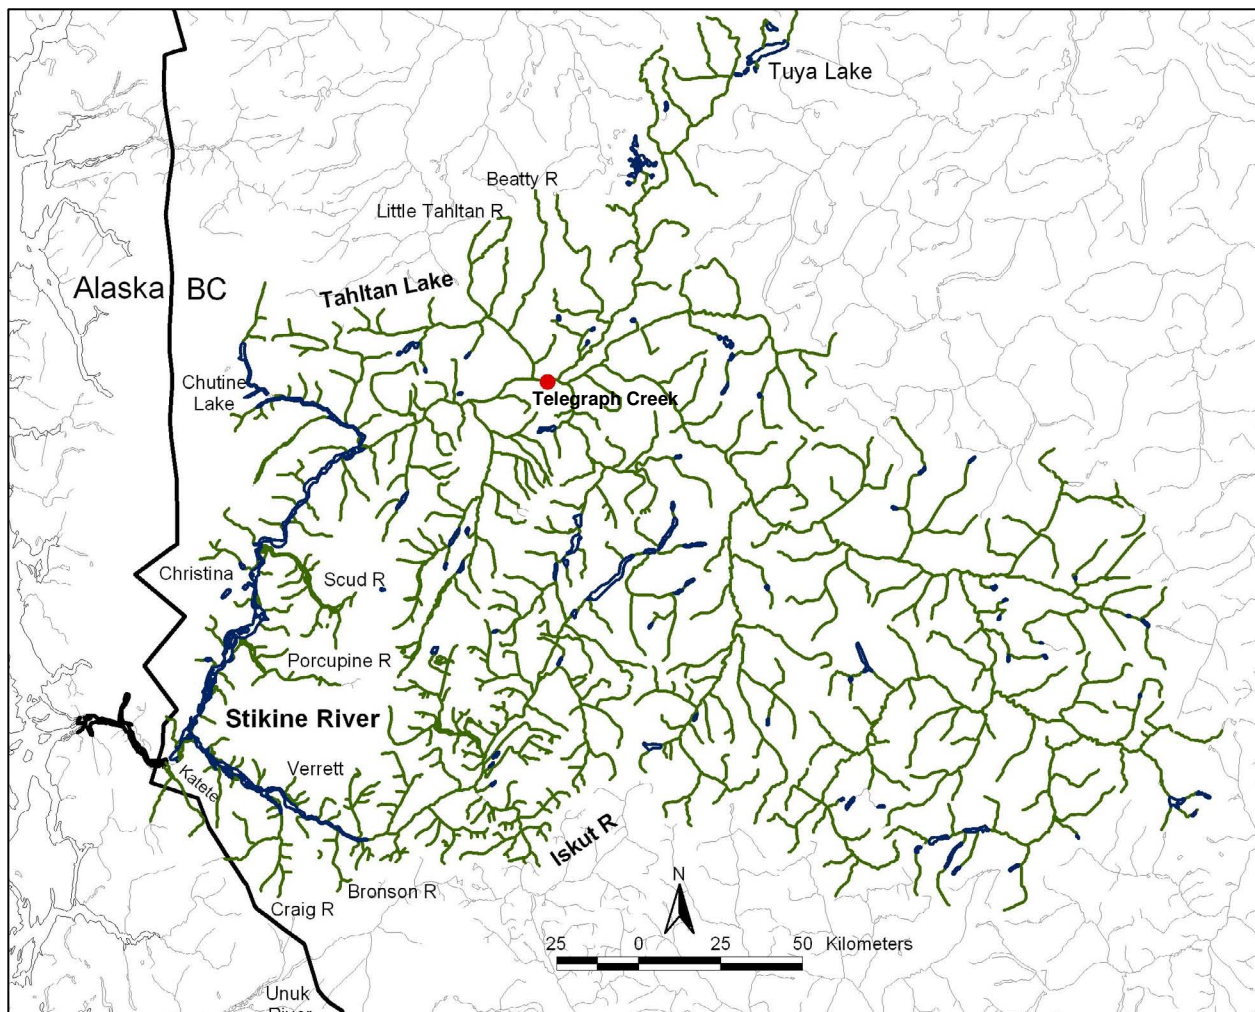 Tuya Lake
Beatty R
Little Tahltan R
Alaska
BC
Tahltan Lake
Chutine
Lake
Telegraph Creek
Christina
Scud R
Porcupine R
Stikine River
Verrett
Katete
Iskut R
Bronson R
Craig R
N
25 0 25 50 Kilometers
Unuk
River